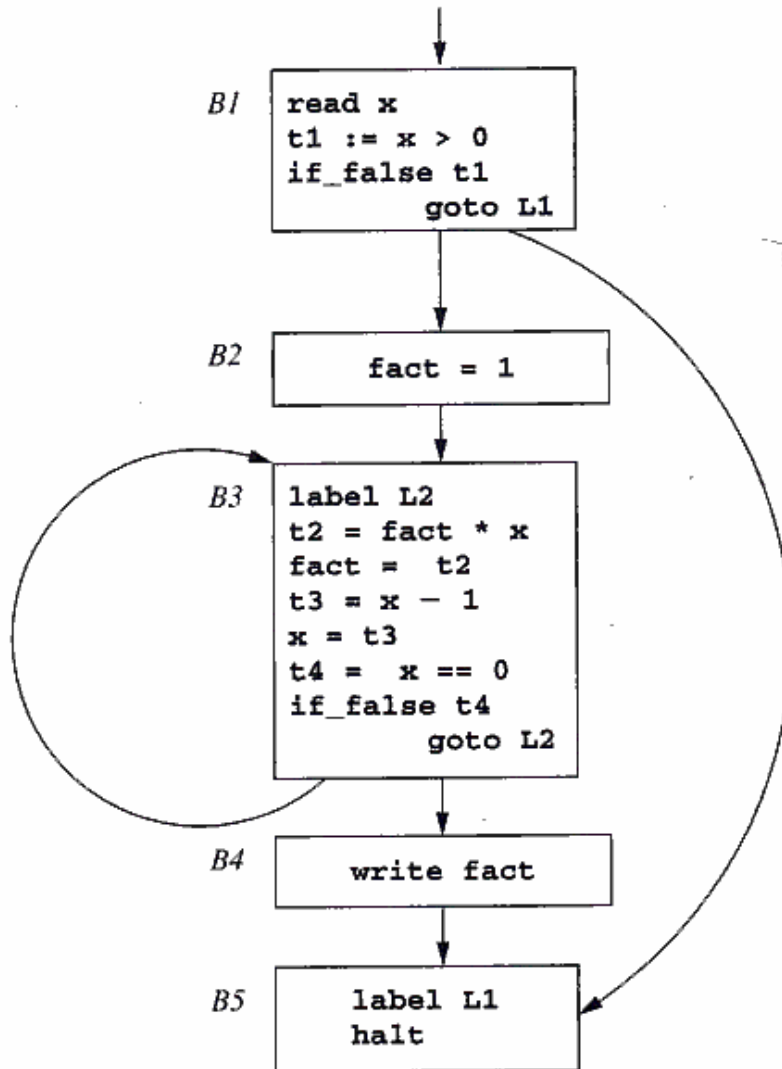 B1
read x
t1 := x > 0
if_false t1
goto L1
B2
fact = 1
B3
label L2
t2 = fact * x
fact = t2
t3 = x − 1
x = t3
t4 = x == 0
if_false t4
goto L2
B4
write fact
B5
label L1
halt